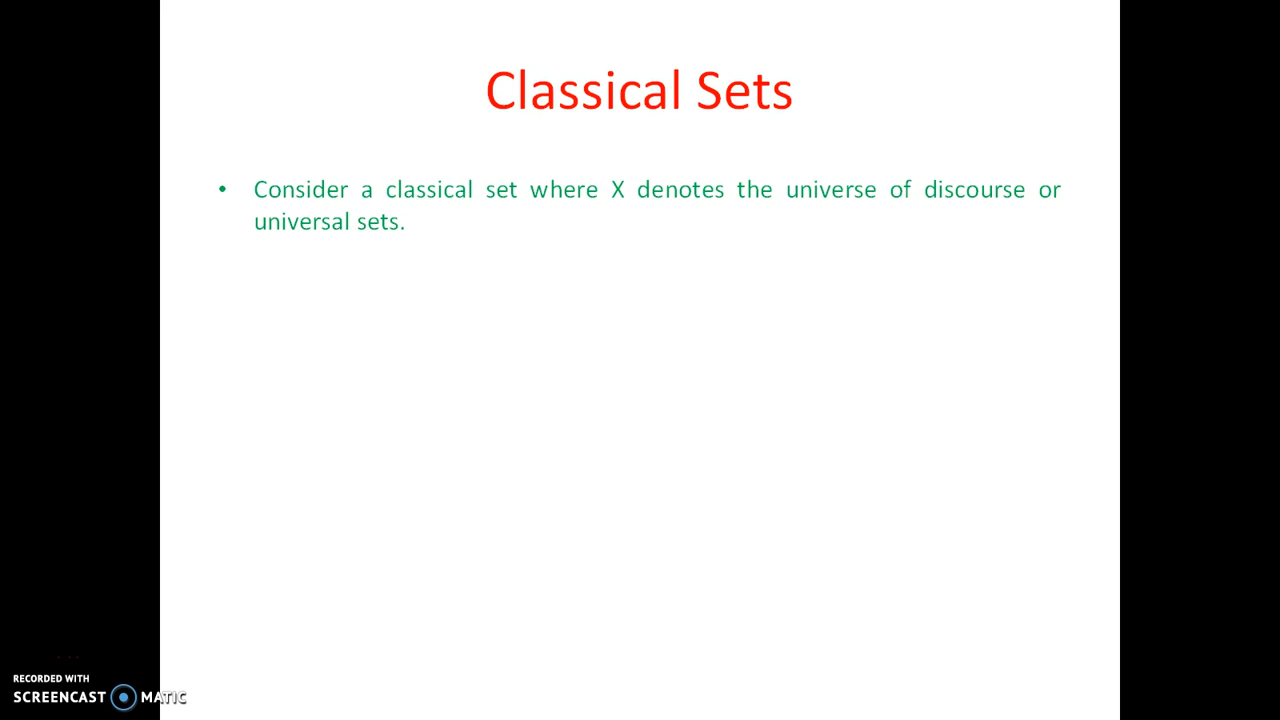 Classical Sets
• Consider a classical set where X denotes the universe of discourse or
universal sets.
RECORDED WITH
SCREENCAST MATIC